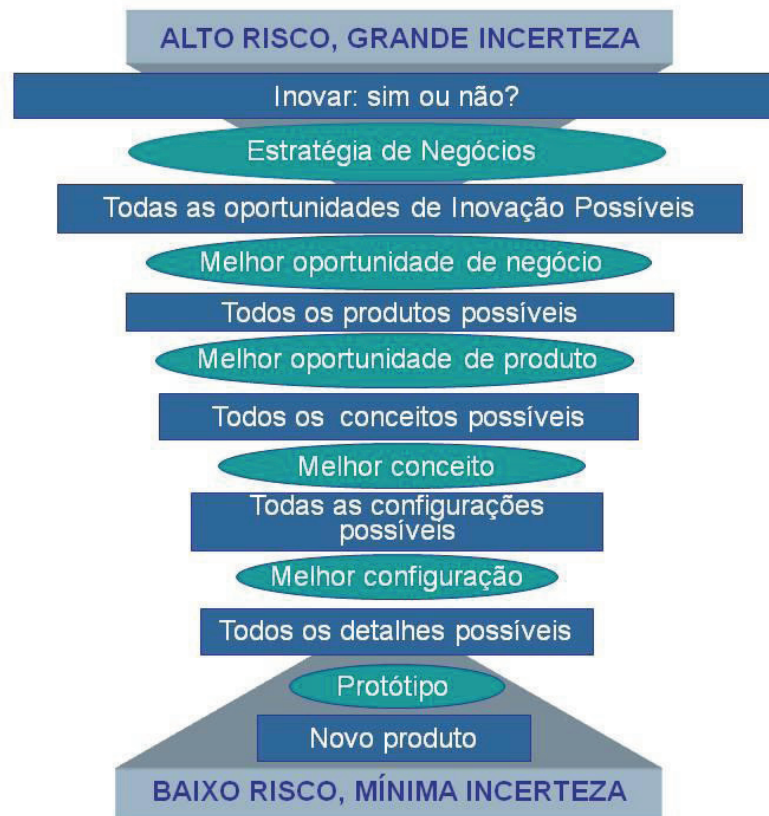 ALTO RISCO, GRANDE INCERTEZA
Inovar: sim ou não?
Estratégia de Negócios
Todas as oportunidades de Inovação Possíveis
Melhor oportunidade de negócio
Todos os produtos possíveis
Melhor oportunidade de produto
Todos os conceitos possíveis
Melhor conceito
Todas as configurações
possíveis
Melhor configuração
Todos os detalhes possíveis
Protótipo
Novo produto
BAIXO RISCO, MÍNIMA INCERTEZA